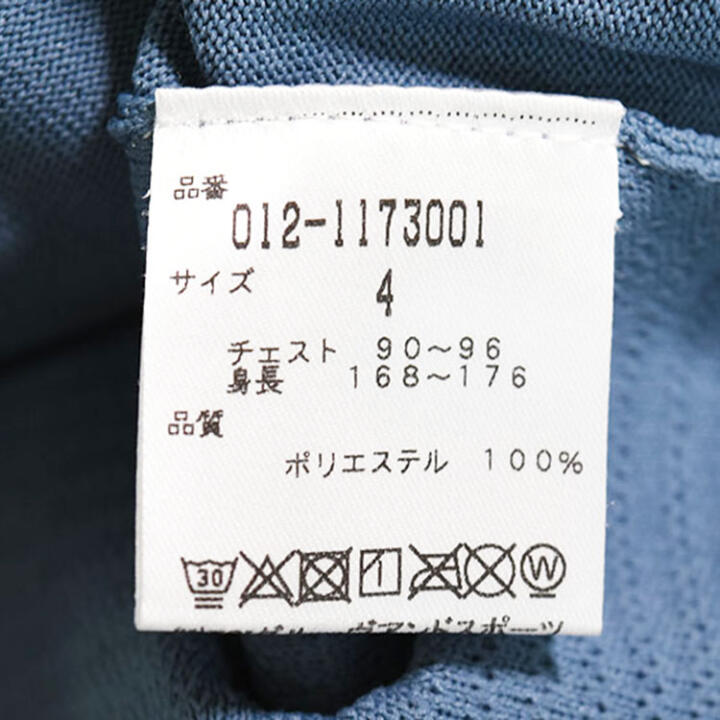 品番
012-1173001
サイズ 4
チェスト 90～96
身長 168～176
品質
ポリエステル 100%
30 W